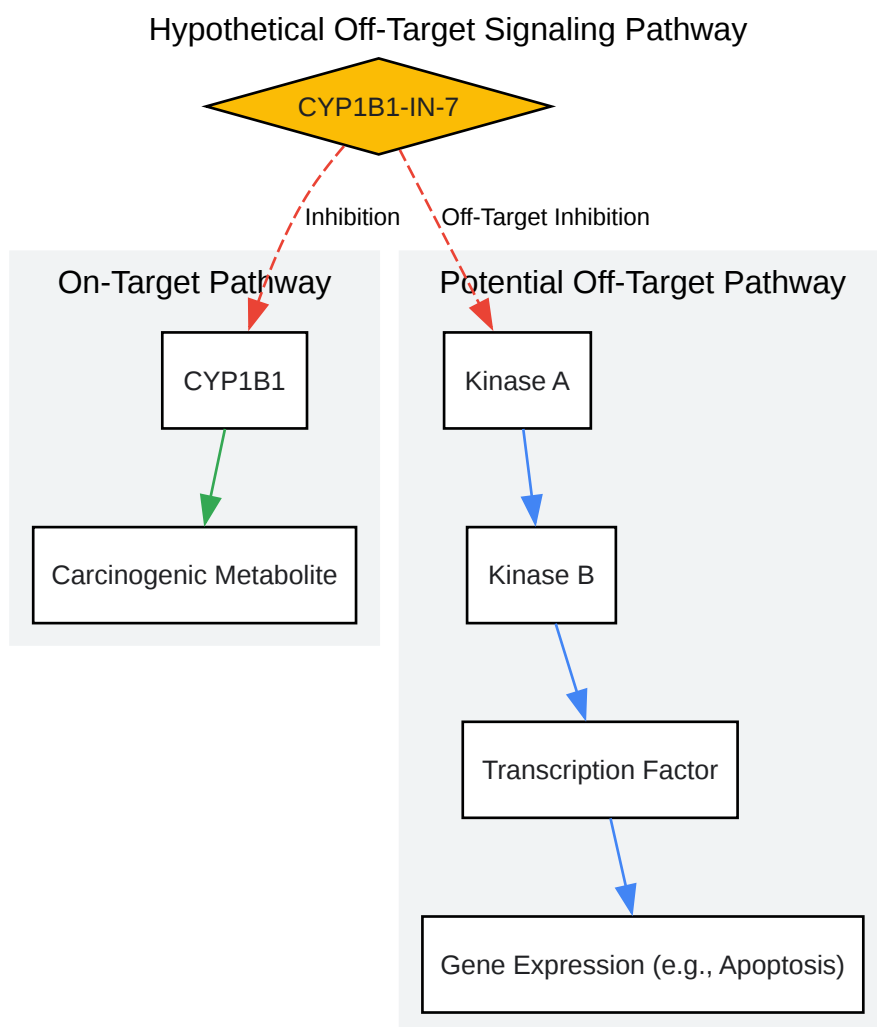 Hypothetical Off-Target Signaling Pathway
CYP1B1-IN-7
Inhibition
Off-Target Inhibition
On-Target Pathway
CYP1B1
Carcinogenic Metabolite
Potential Off-Target Pathway
Kinase A
Kinase B
Transcription Factor
Gene Expression (e.g., Apoptosis)